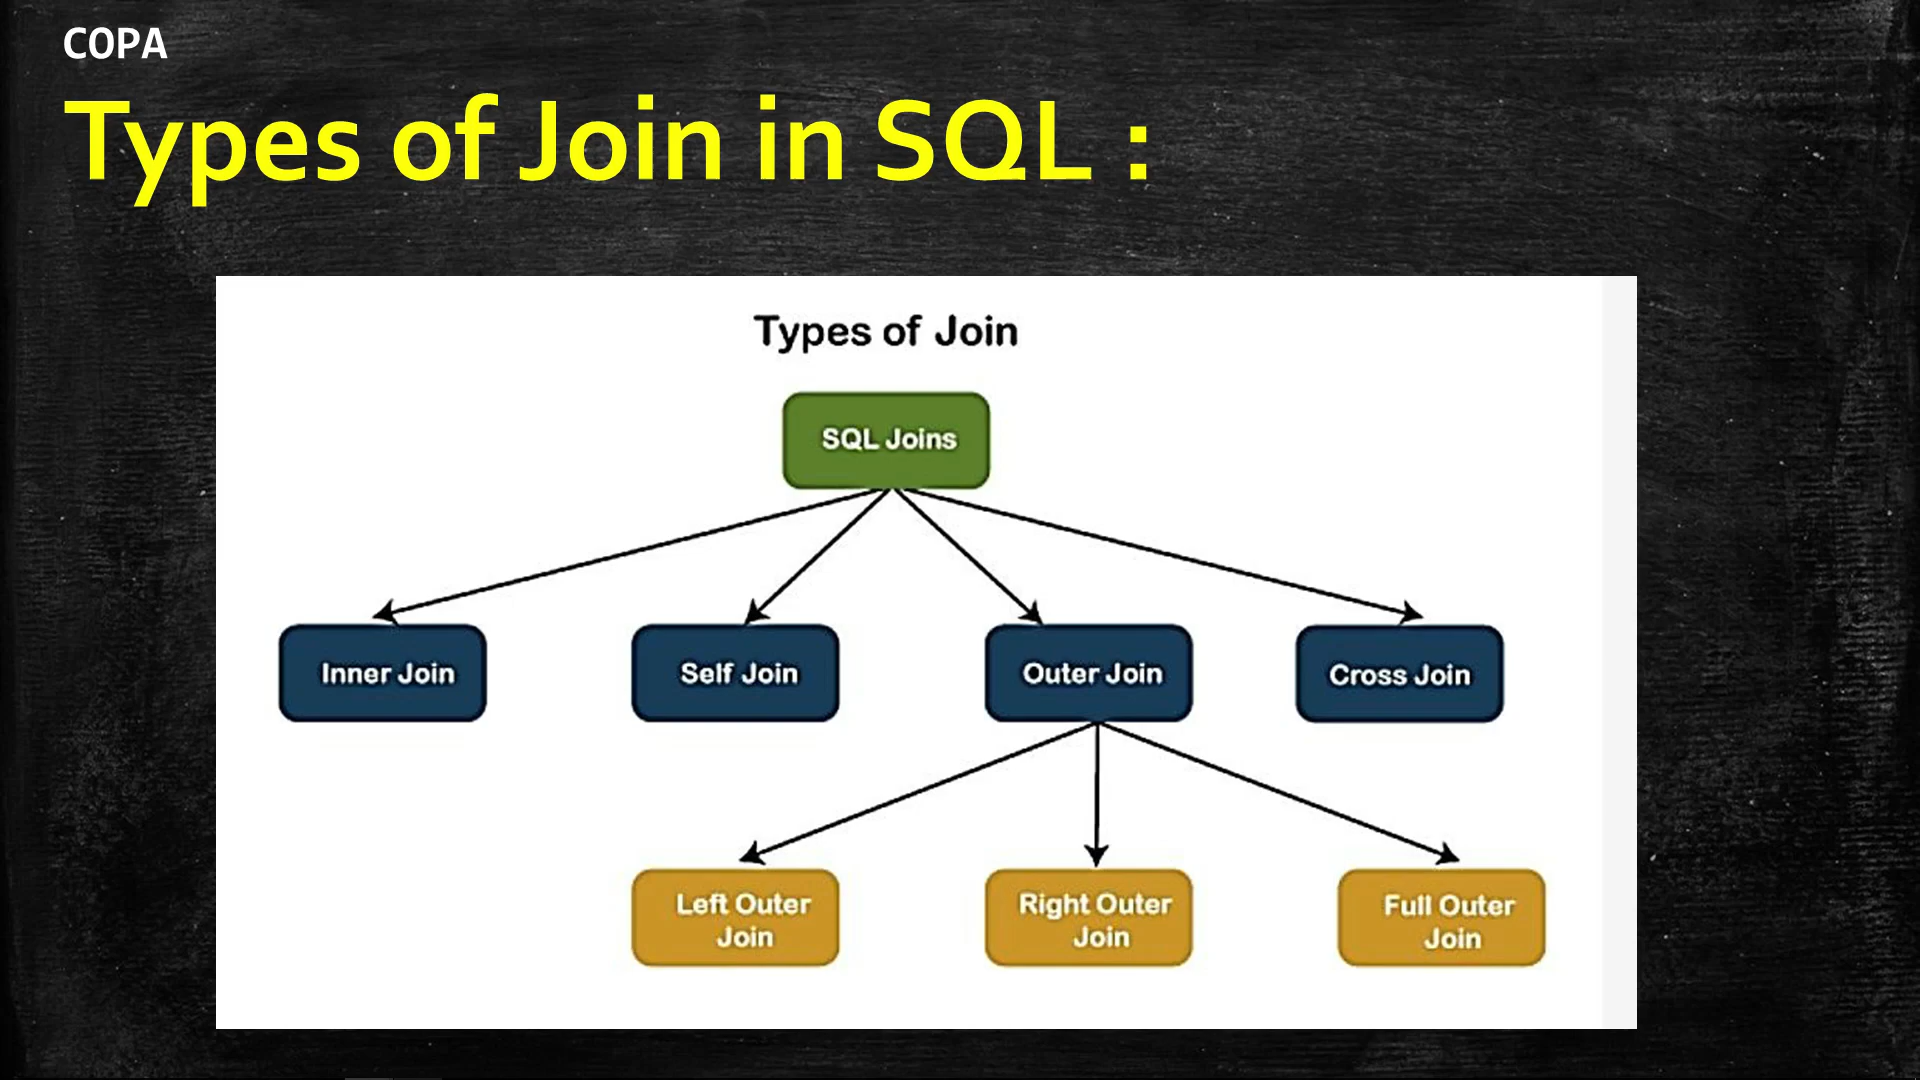 COPA
Types of Join in SQL :
Types of Join
SQL Joins
Inner Join
Self Join
Outer Join
Cross Join
Left Outer
Join
Right Outer
Join
Full Outer
Join